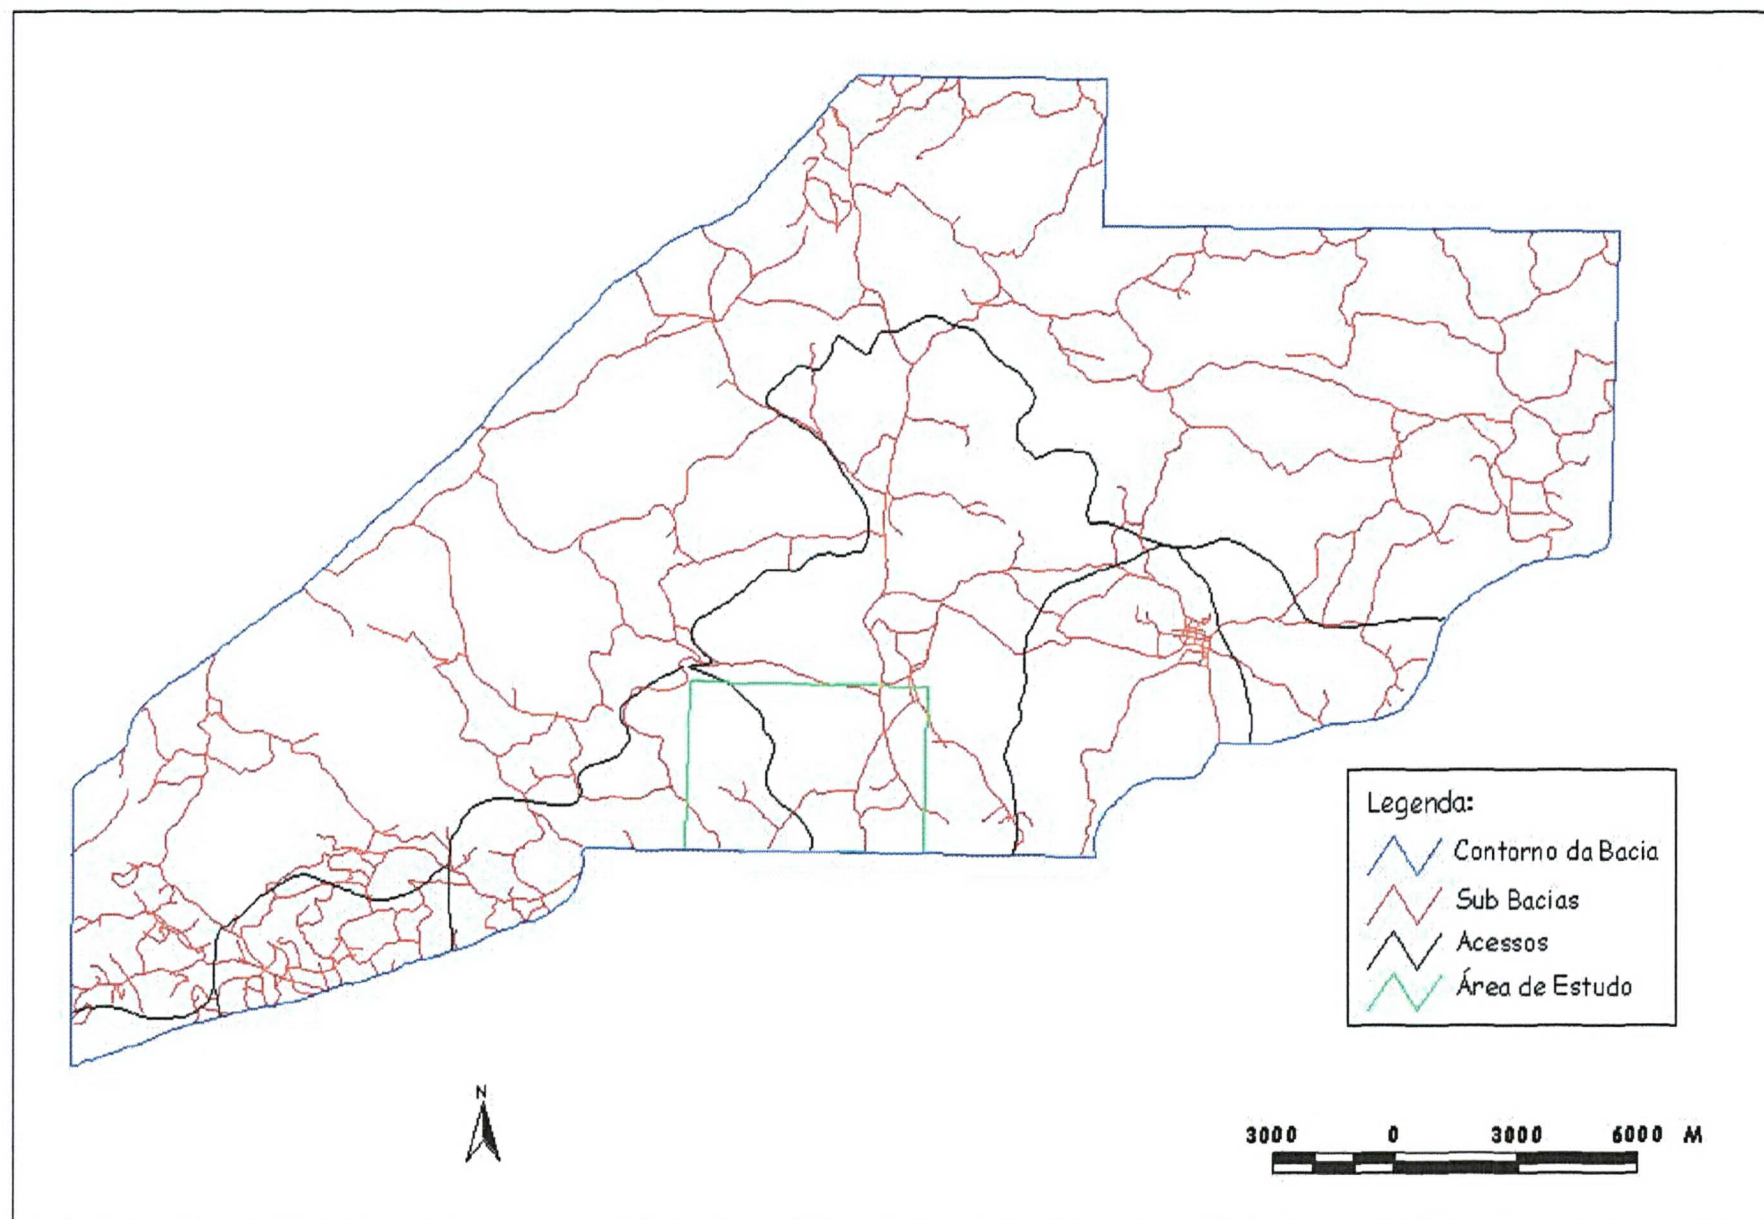 Legenda:
Contorno da Bacia
Sub Bacias
Acessos
Área de Estudo
N
3000 0 3000 6000 M